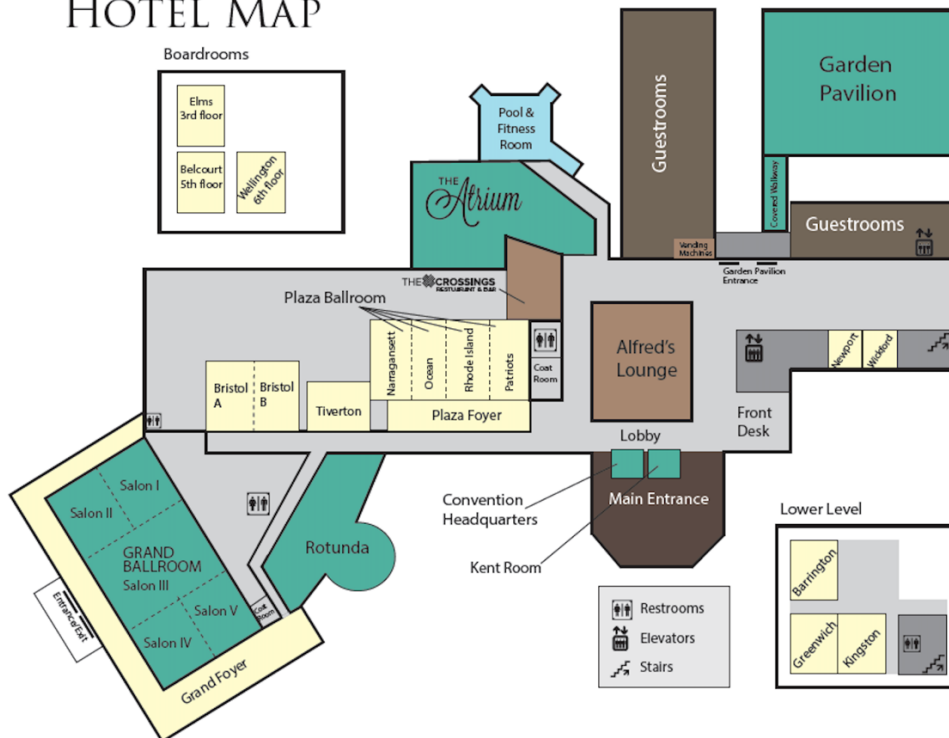 HOTEL MAP
Boardrooms
Elms
3rd floor
Belcourt
5th floor
Wellington
6th floor
Pool &
Fitness
Room
THE
Atrium
Guestrooms
Garden
Pavilion
Covered Walkway
Guestrooms
Vending
Machines
Garden Pavilion
Entrance
THE CROSSINGS
RESTAURANT & BAR
Plaza Ballroom
Narragansett
Ocean
Rhode Island
Patriots
Coat
Room
Alfred's
Lounge
Newport
Wickford
Bristol
A
Bristol
B
Tiverton
Plaza Foyer
Front
Desk
Lobby
Convention
Headquarters
Main Entrance
Kent Room
Salon I
Salon II
GRAND
BALLROOM
Salon III
Salon V
Salon IV
Coat
Room
Rotunda
Entrance/Exit
Grand Foyer
Restrooms
Elevators
Stairs
Lower Level
Barrington
Greenwich
Kingston